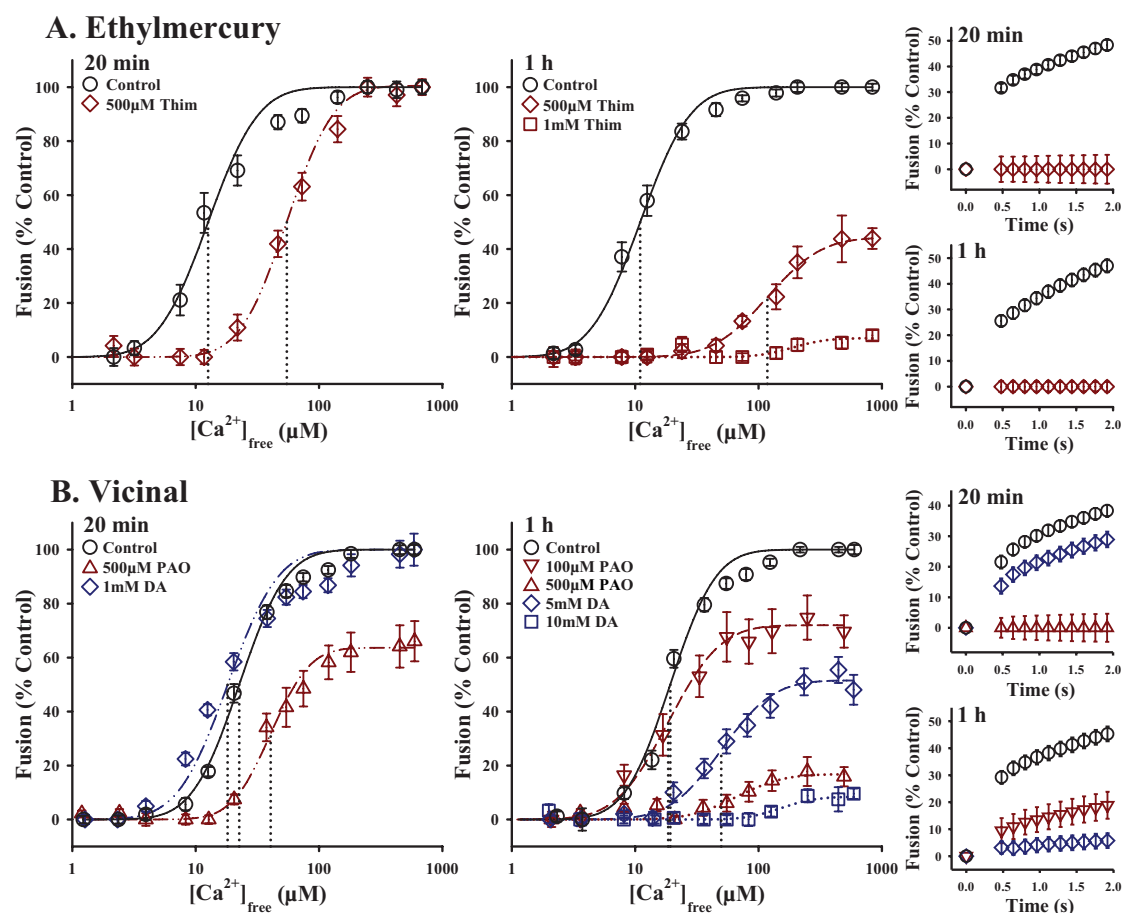 A. Ethylmercury
20 min
Control
500μM Thim
Fusion (% Control)
100
80
60
40
20
0
1
10
100
1000
[Ca2+]free (μM)
1 h
Control
500μM Thim
1mM Thim
100
80
60
40
20
0
1
10
100
1000
[Ca2+]free (μM)
20 min
Fusion (% Control)
50
40
30
20
10
0
0.0
0.5
1.0
1.5
2.0
Time (s)
1 h
Fusion (% Control)
50
40
30
20
10
0
0.0
0.5
1.0
1.5
2.0
Time (s)
B. Vicinal
20 min
Control
500μM PAO
1mM DA
Fusion (% Control)
100
80
60
40
20
0
1
10
100
1000
[Ca2+]free (μM)
1 h
Control
100μM PAO
500μM PAO
5mM DA
10mM DA
Fusion (% Control)
100
80
60
40
20
0
1
10
100
1000
[Ca2+]free (μM)
20 min
Fusion (% Control)
40
30
20
10
0
0.0
0.5
1.0
1.5
2.0
Time (s)
1 h
Fusion (% Control)
50
40
30
20
10
0
0.0
0.5
1.0
1.5
2.0
Time (s)